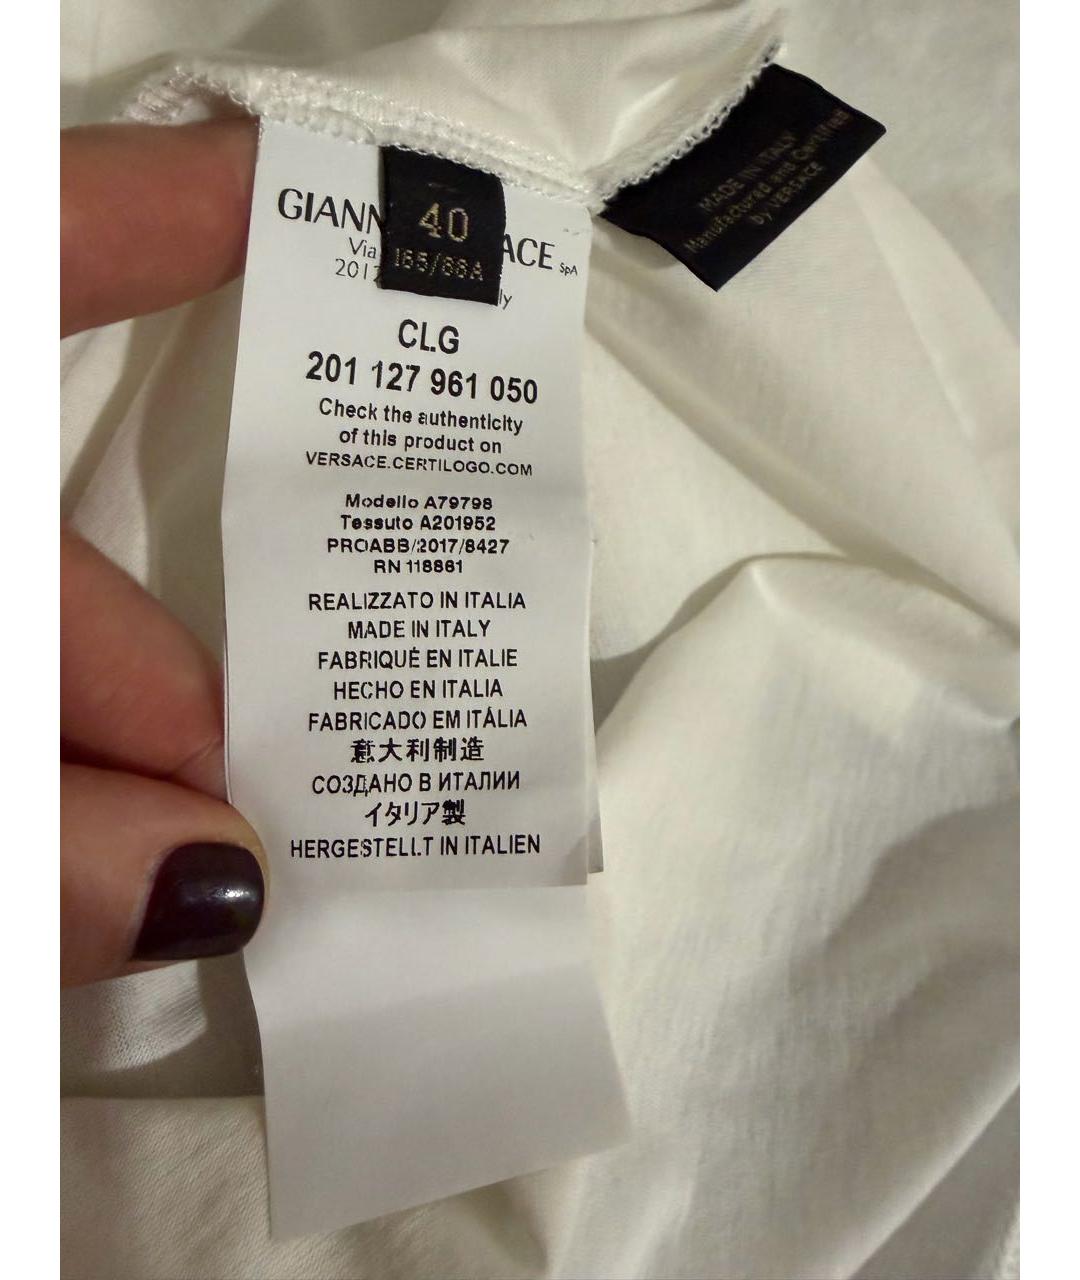 GIANN
ACE SpA
Via
2017
ly
40
165/88A
MADE IN ITALY
Manufactured and Certified
by VERSACE
CLG
201 127 961 050
Check the authenticity
of this product on
VERSACE.CERTILOGO.COM
Modello A79798
Tessuto A201952
PROABB/2017/8427
RN 118861
REALIZZATO IN ITALIA
MADE IN ITALY
FABRIQUÉ EN ITALIE
HECHO EN ITALIA
FABRICADO EM ITÁLIA
意大利制造
СОЗДАНО В ИТАЛИИ
イタリア製
HERGESTELLT IN ITALIEN